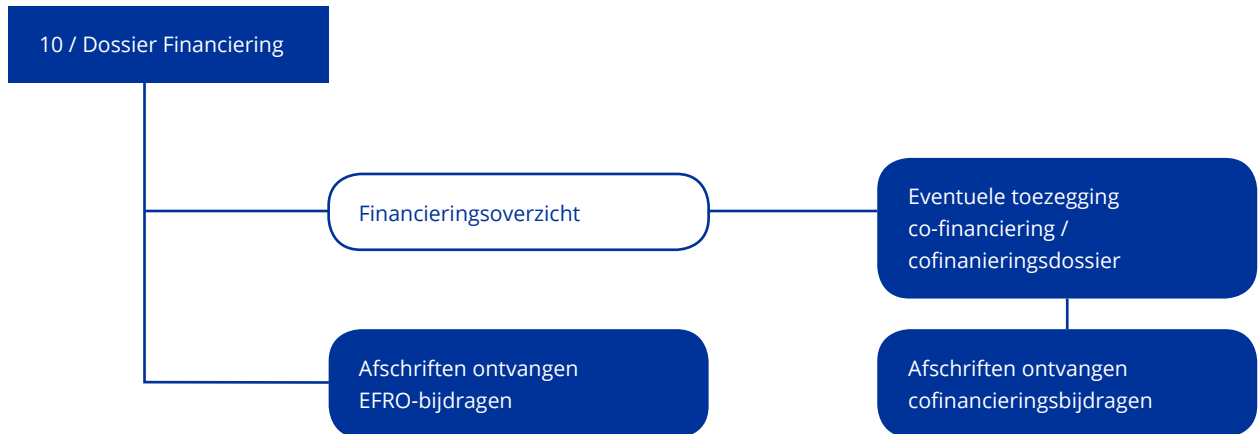 10 / Dossier Financiering
Financieringsoverzicht
Eventuele toezegging
co-financiering /
cofinanieringsdossier
Afschriften ontvangen
EFRO-bijdragen
Afschriften ontvangen
cofinancieringsbijdragen